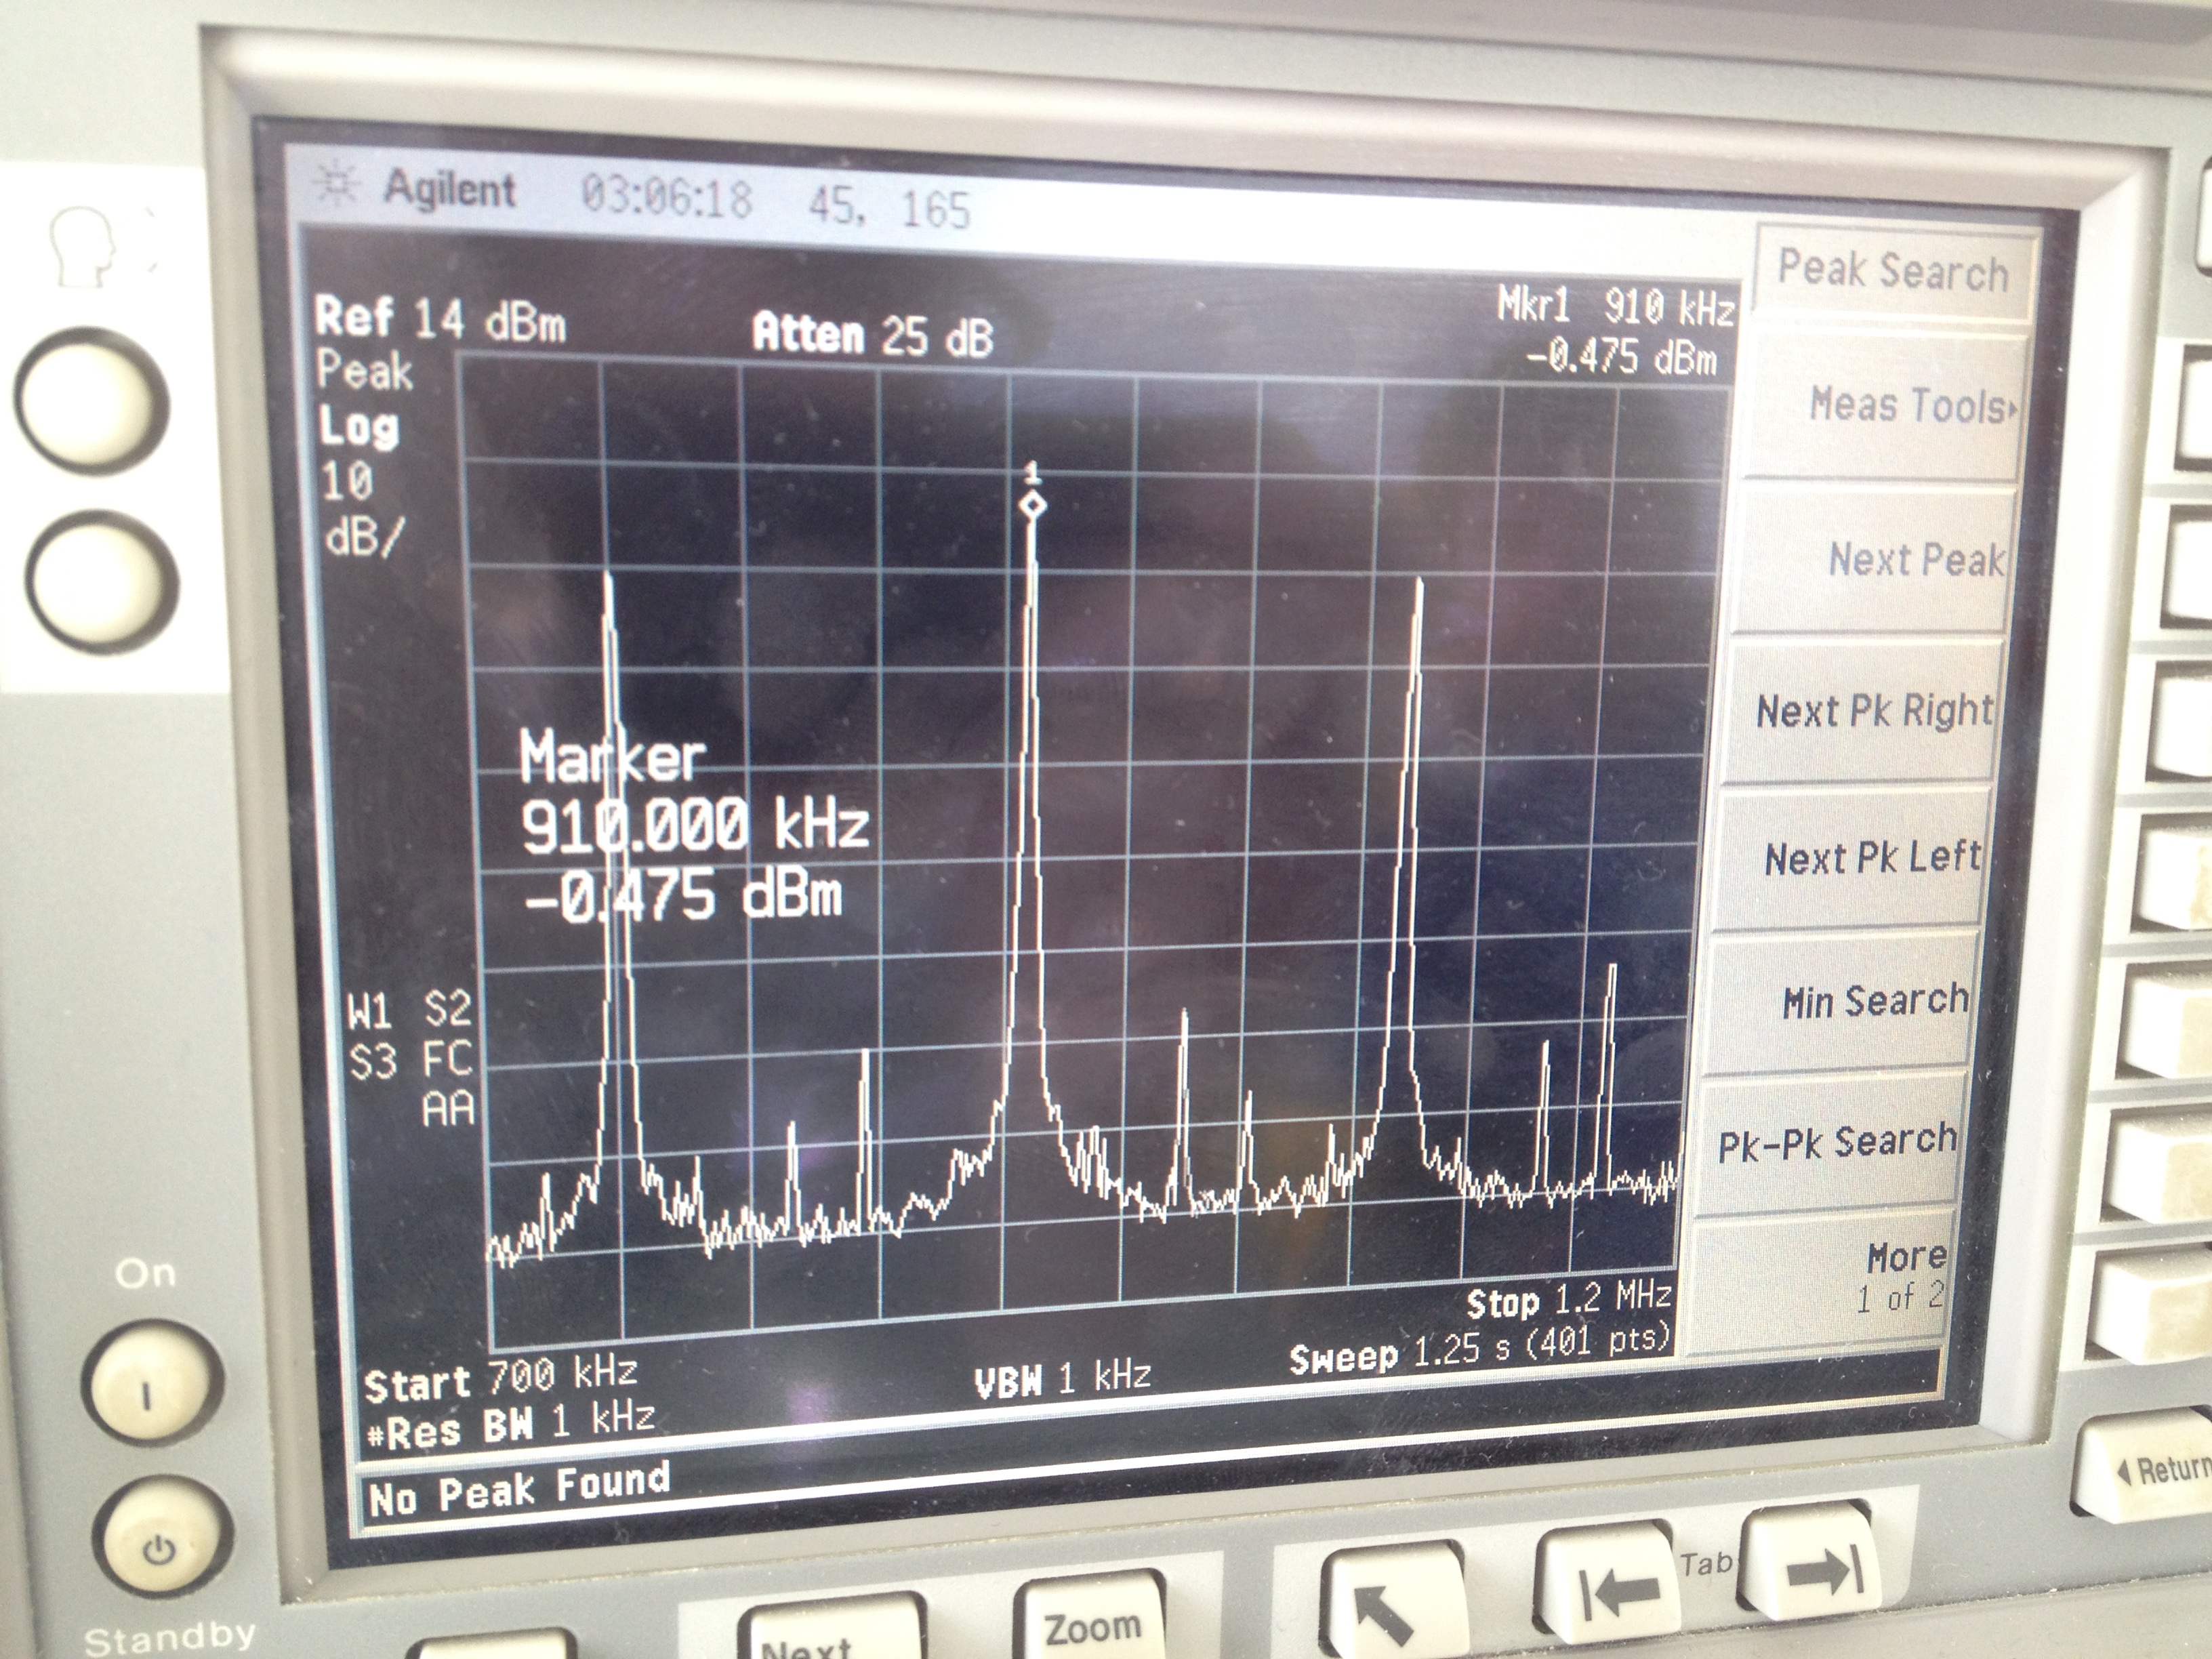 Agilent 03:06:18 45, 165
Ref 14 dBm Atten 25 dB Mkr1 910 kHz
-0.475 dBm
Peak
Log
10
dB/
1
Marker
910.000 kHz
-0.475 dBm
W1 S2
S3 FC
AA
Start 700 kHz Stop 1.2 MHz
#Res BW 1 kHz VBW 1 kHz Sweep 1.25 s (401 pts)
No Peak Found
Peak Search
Meas Tools
Next Peak
Next Pk Right
Next Pk Left
Min Search
Pk-Pk Search
More
1 of 2
On
Standby
Next
Zoom
Tab
Return